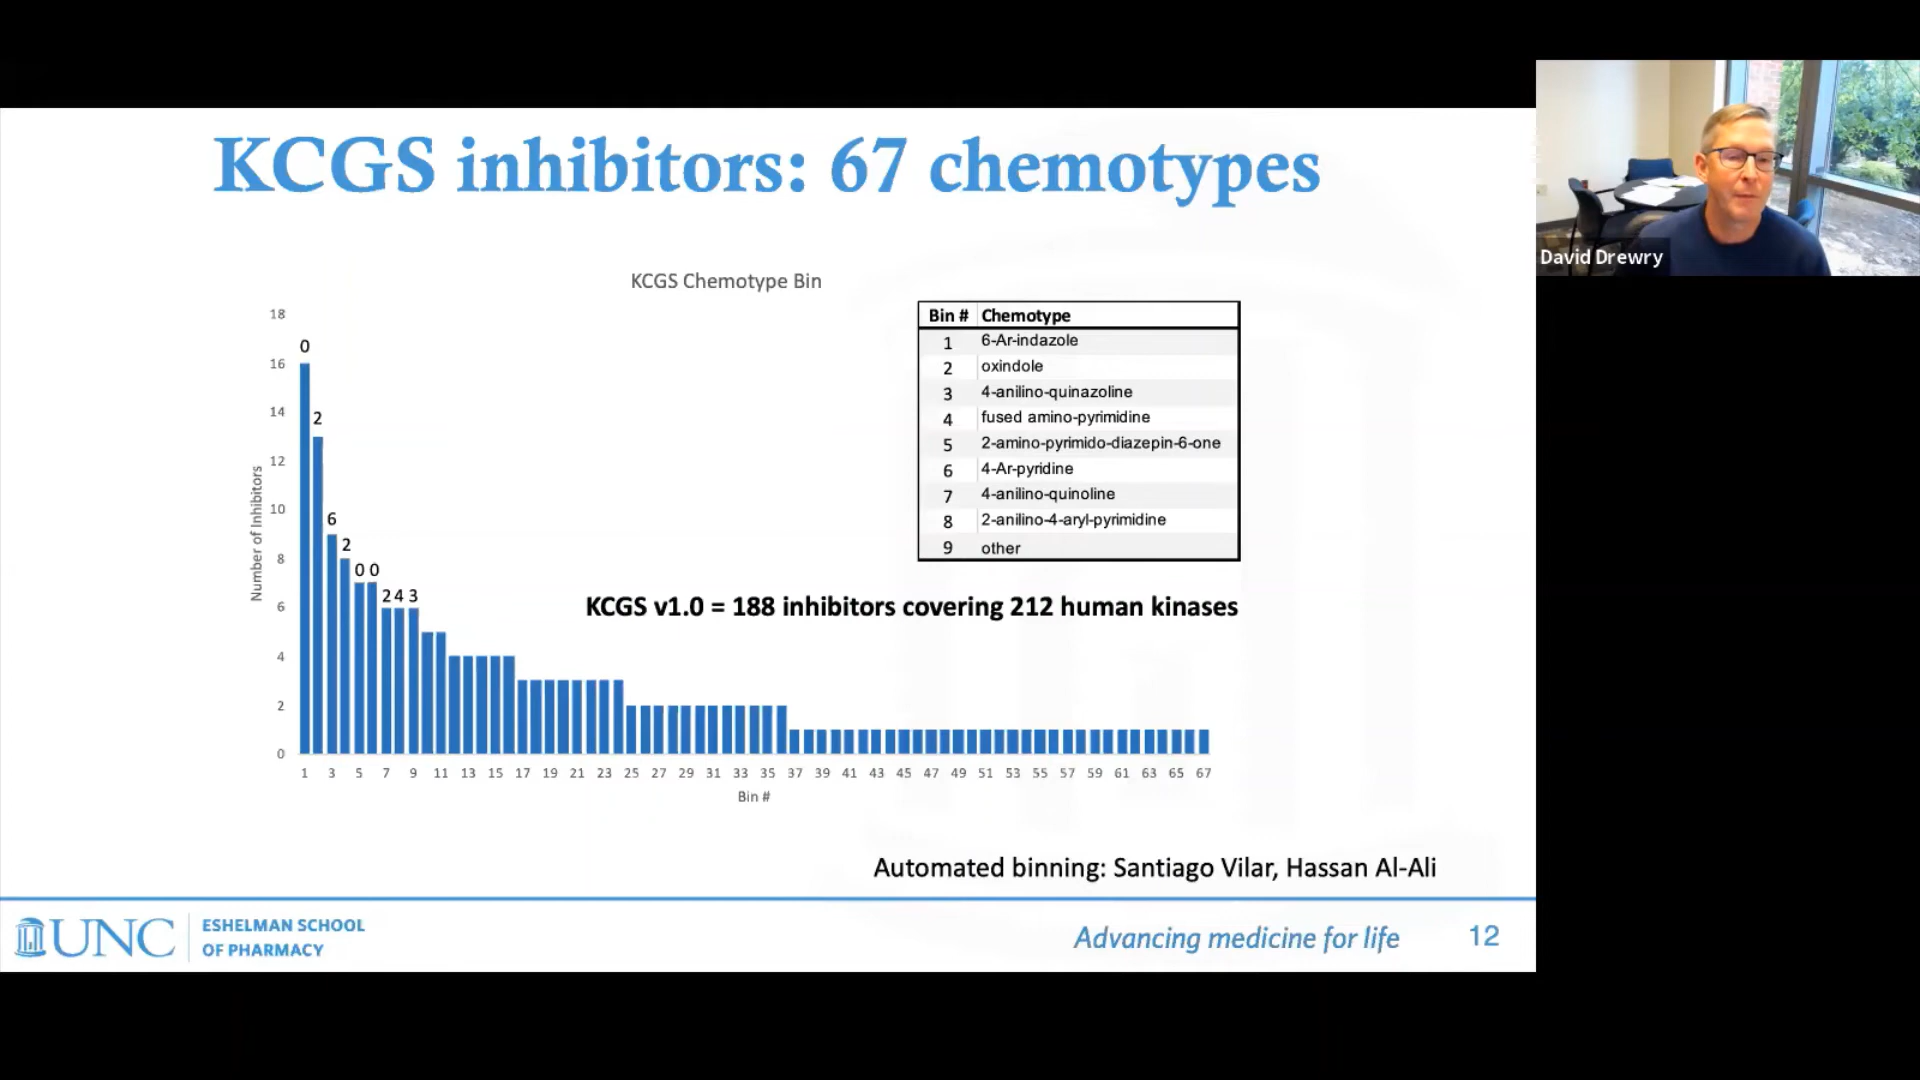 KCGS inhibitors: 67 chemotypes
David Drewry
KCGS Chemotype Bin
Number of Inhibitors
18
16
14
12
10
8
6
4
2
0
0
2
6
2
0 0
2 4 3
Bin # Chemotype
1 6-Ar-indazole
2 oxindole
3 4-anilino-quinazoline
4 fused amino-pyrimidine
5 2-amino-pyrimido-diazepin-6-one
6 4-Ar-pyridine
7 4-anilino-quinoline
8 2-anilino-4-aryl-pyrimidine
9 other
KCGS v1.0 = 188 inhibitors covering 212 human kinases
1 3 5 7 9 11 13 15 17 19 21 23 25 27 29 31 33 35 37 39 41 43 45 47 49 51 53 55 57 59 61 63 65 67
Bin #
Automated binning: Santiago Vilar, Hassan Al-Ali
UNC
ESHELMAN SCHOOL
OF PHARMACY
Advancing medicine for life
12